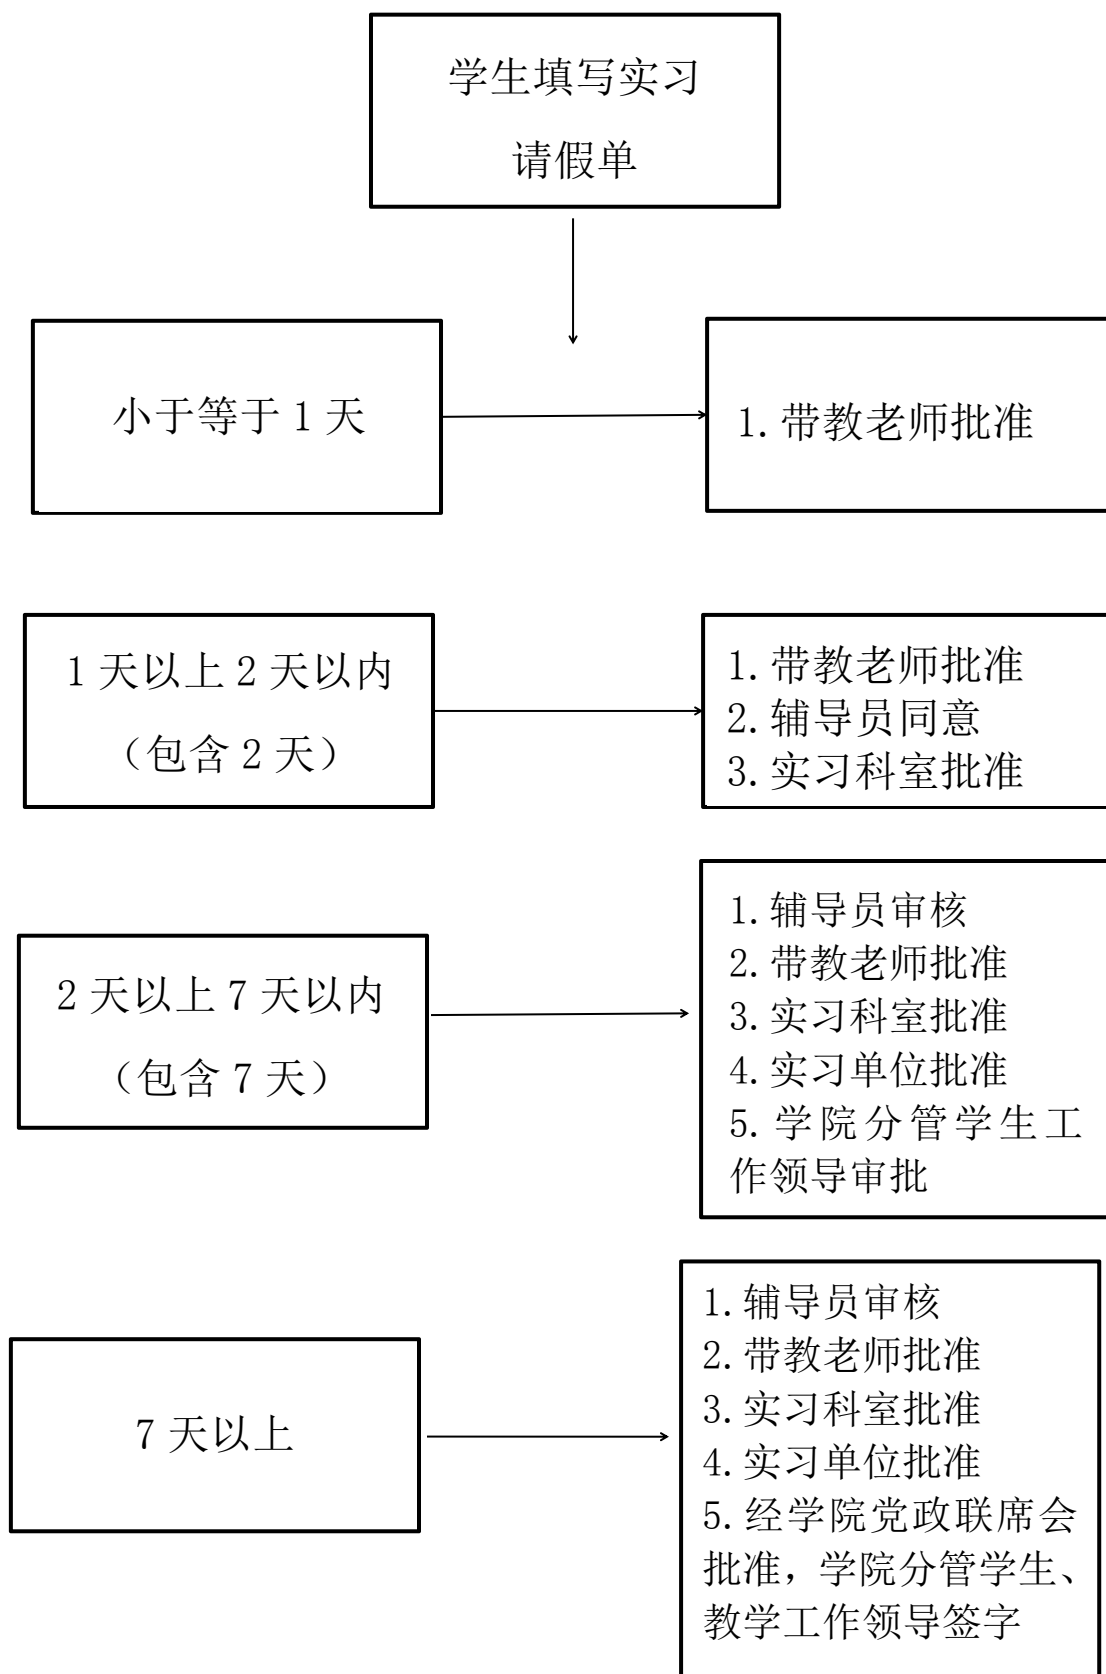 学生填写实习
请假单
小于等于 1 天
1.带教老师批准
1 天以上 2 天以内
（包含 2 天）
1.带教老师批准
2.辅导员同意
3.实习科室批准
2 天以上 7 天以内
（包含 7 天）
1.辅导员审核
2.带教老师批准
3.实习科室批准
4.实习单位批准
5.学院分管学生工
作领导审批
7 天以上
1.辅导员审核
2.带教老师批准
3.实习科室批准
4.实习单位批准
5.经学院党政联席会
批准，学院分管学生、
教学工作领导签字